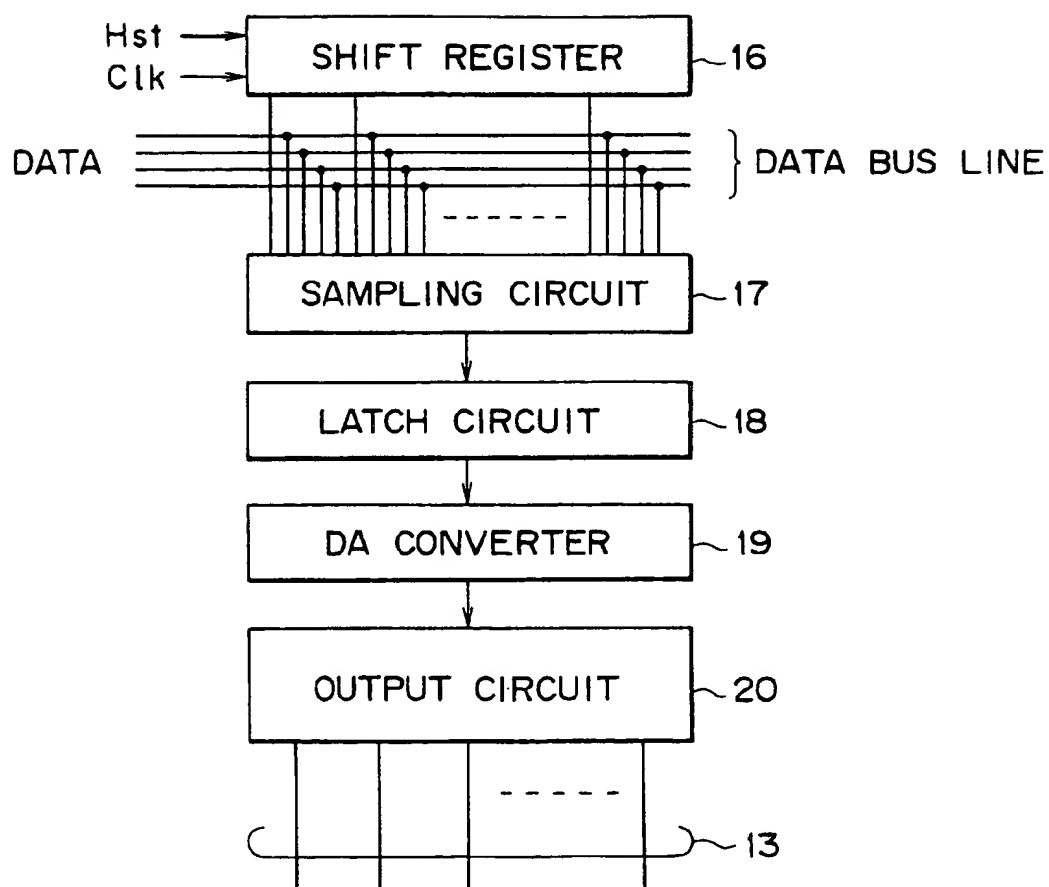 Hst
SHIFT REGISTER
16
Clk
DATA
DATA BUS LINE
SAMPLING CIRCUIT
17
LATCH CIRCUIT
18
DA CONVERTER
19
OUTPUT CIRCUIT
20
13